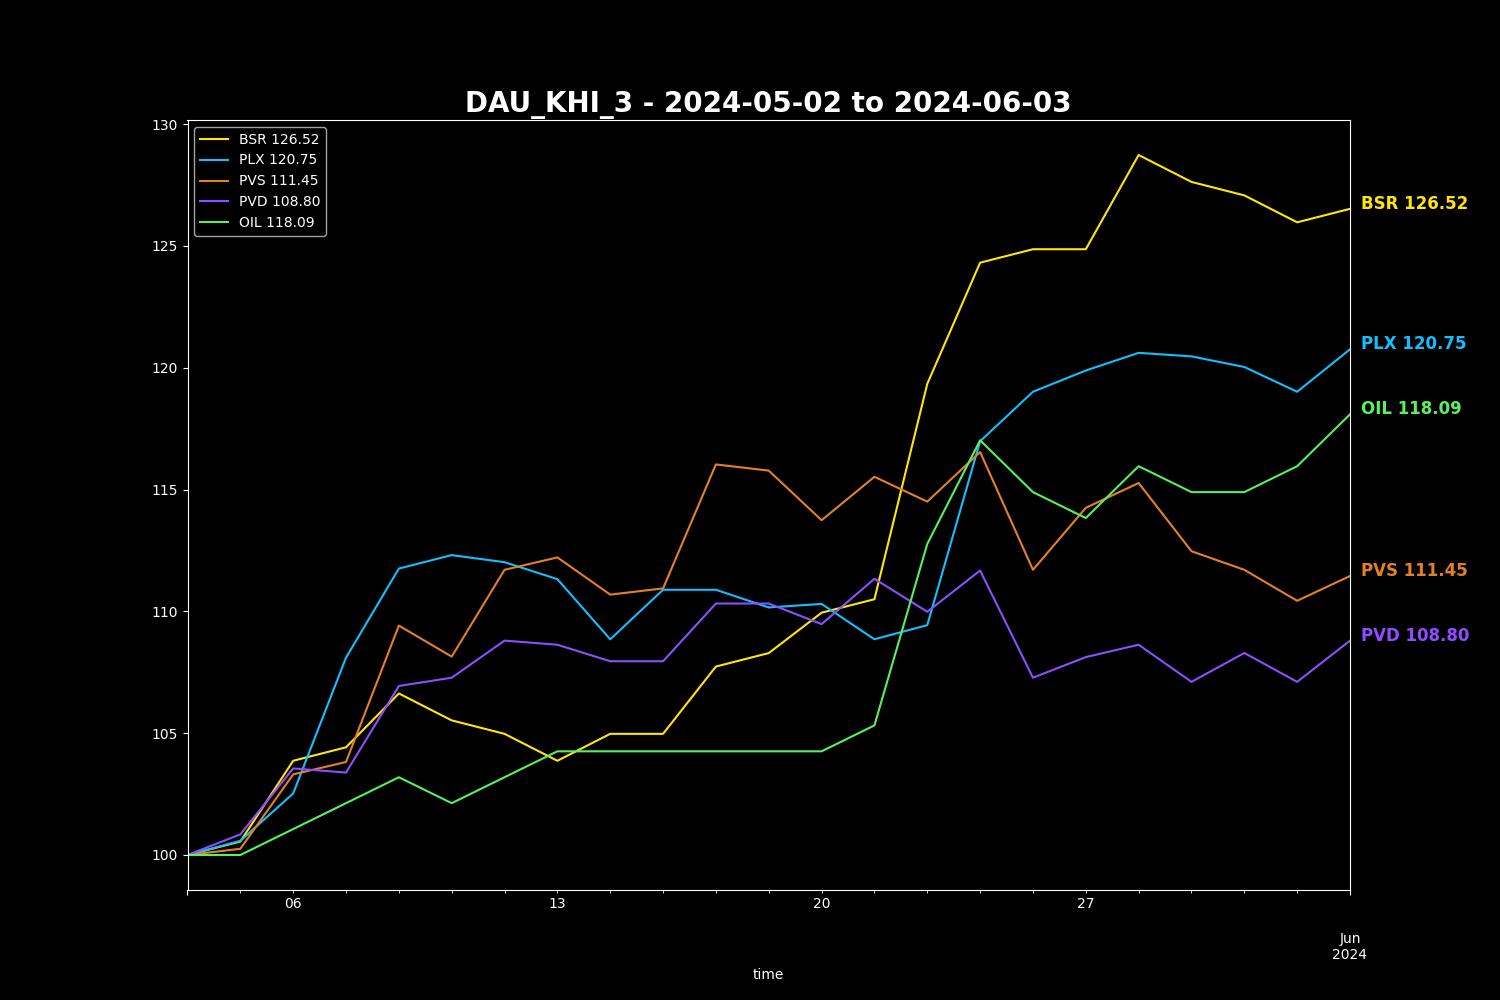 DAU_KHI_3 - 2024-05-02 to 2024-06-03
130
125
120
115
110
105
100
BSR 126.52
PLX 120.75
PVS 111.45
PVD 108.80
OIL 118.09
BSR 126.52
PLX 120.75
OIL 118.09
PVS 111.45
PVD 108.80
06 13 20 27
Jun
2024
time